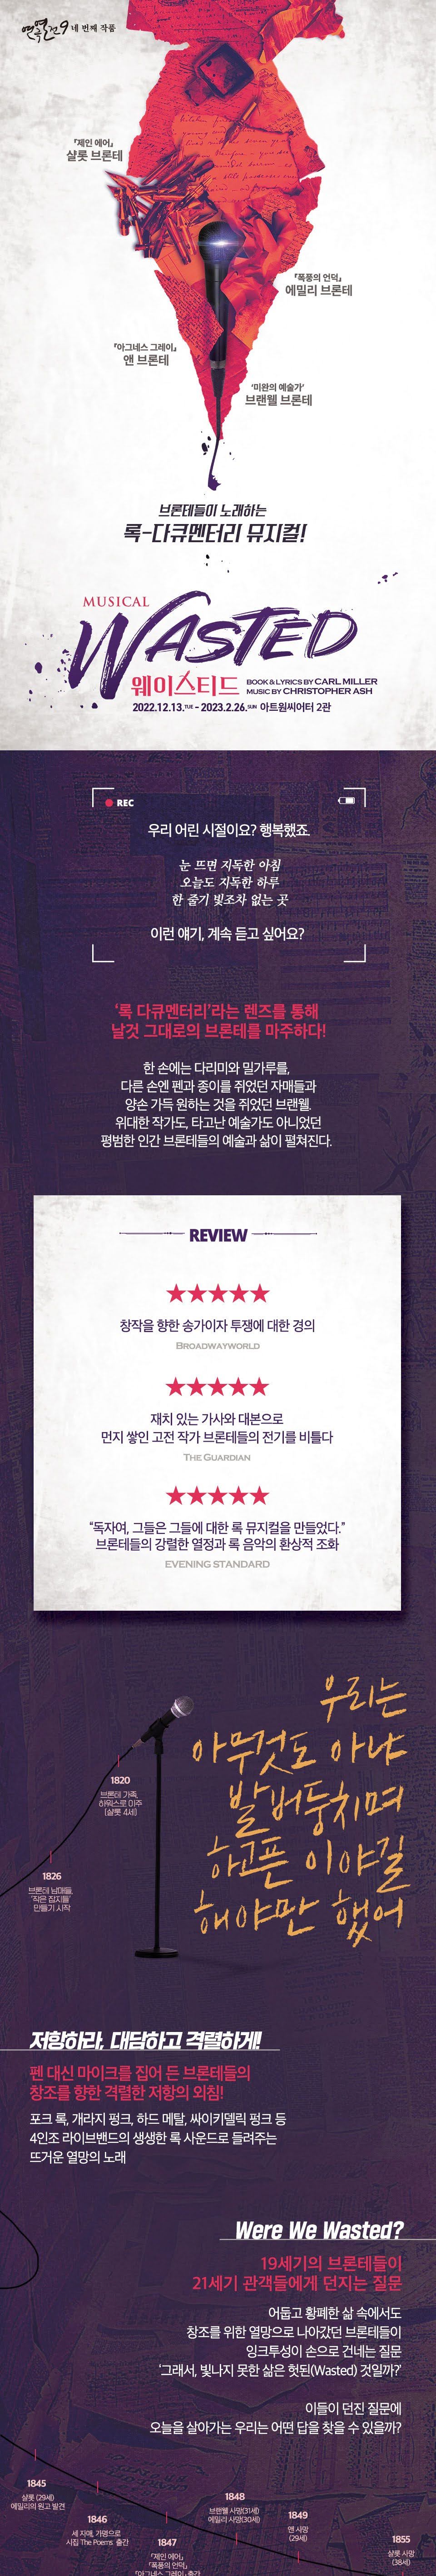 연극열전9 네 번째 작품
『제인 에어』
샬롯 브론테
『폭풍의 언덕』
에밀리 브론테
『아그네스 그레이』
앤 브론테
‘미완의 예술가’
브랜웰 브론테
브론테들이 노래하는
록-다큐멘터리 뮤지컬!
MUSICAL
WASTED
웨이스티드
BOOK & LYRICS BY CARL MILLER
MUSIC BY CHRISTOPHER ASH
2022.12.13.TUE - 2023.2.26.SUN 아트원씨어터 2관
REC
우리 어린 시절이요? 행복했죠.
눈 뜨면 지독한 아침
오늘도 지독한 하루
한 줄기 빛조차 없는 곳
이런 얘기, 계속 듣고 싶어요?
‘록 다큐멘터리’라는 렌즈를 통해
날것 그대로의 브론테를 마주하다!
한 손에는 다리미와 밀가루를,
다른 손엔 펜과 종이를 쥐었던 자매들과
양손 가득 원하는 것을 쥐었던 브랜웰.
위대한 작가도, 타고난 예술가도 아니었던
평범한 인간 브론테들의 예술과 삶이 펼쳐진다.
REVIEW
★★★★★
창작을 향한 송가이자 투쟁에 대한 경의
BROADWAYWORLD
★★★★★
재치 있는 가사와 대본으로
먼지 쌓인 고전 작가 브론테들의 전기를 비틀다
THE GUARDIAN
★★★★★
“독자여, 그들은 그들에 대한 록 뮤지컬을 만들었다.”
브론테들의 강렬한 열정과 록 음악의 환상적 조화
EVENING STANDARD
우리는
아무것도 아냐
발버둥치며
하고픈 이야길
해야만 했어
1820
브론테 가족,
하워스로 이주
(샬롯 4세)
1826
브론테 남매들,
‘작은 잡지들’
만들기 시작
저항하라, 대담하고 격렬하게!
펜 대신 마이크를 집어 든 브론테들의
창조를 향한 격렬한 저항의 외침!
포크 록, 개라지 펑크, 하드 메탈, 싸이키델릭 펑크 등
4인조 라이브밴드의 생생한 록 사운드로 들려주는
뜨거운 열망의 노래
Were We Wasted?
19세기의 브론테들이
21세기 관객들에게 던지는 질문
어둡고 황폐한 삶 속에서도
창조를 위한 열망으로 나아갔던 브론테들이
잉크투성이 손으로 건네는 질문
‘그래서, 빛나지 못한 삶은 헛된(Wasted) 것일까?’
이들이 던진 질문에
오늘을 살아가는 우리는 어떤 답을 찾을 수 있을까?
1845
샬롯 (29세)
에밀리의 원고 발견
1846
세 자매, 가명으로
시집 The Poems 출간
1847
『제인 에어』
『폭풍의 언덕』
『아그네스 그레이』 출간
1848
브랜웰 사망(31세)
에밀리 사망(30세)
1849
앤 사망
(29세)
1855
샬롯 사망
(38세)